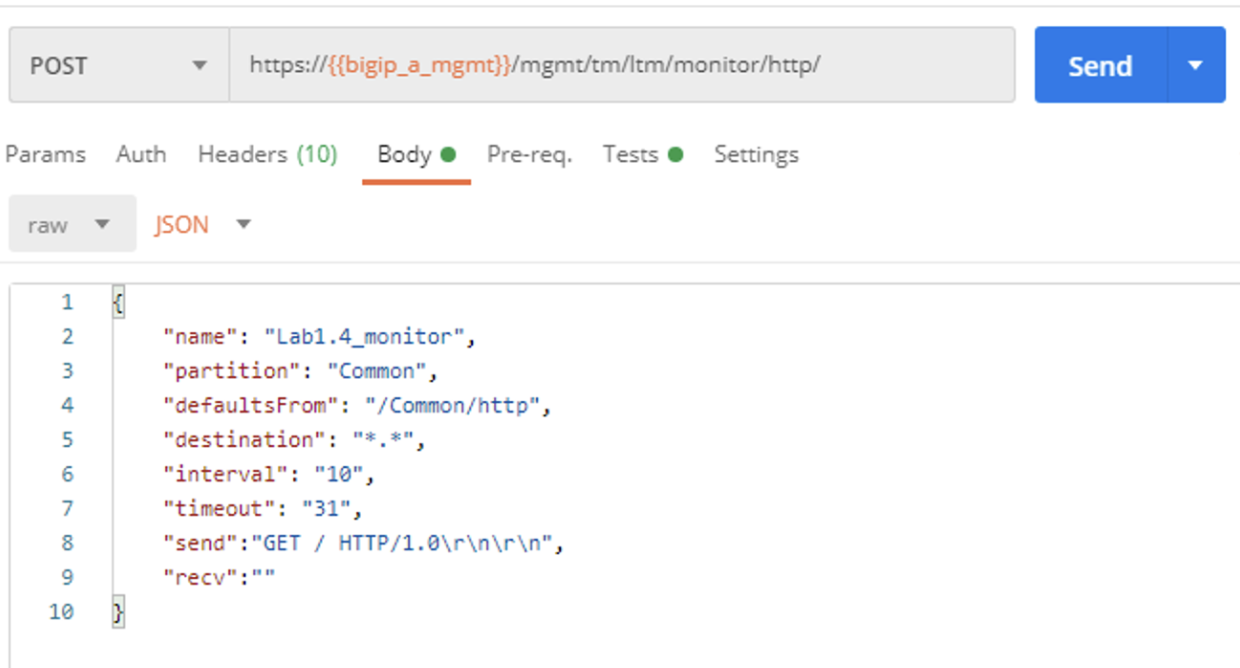 POST https://{{bigip_a_mgmt}}/mgmt/tm/ltm/monitor/http/ Send
Params Auth Headers (10) Body Pre-req. Tests Settings
raw JSON
1 {
2 "name": "Lab1.4_monitor",
3 "partition": "Common",
4 "defaultsFrom": "/Common/http",
5 "destination": "*.*",
6 "interval": "10",
7 "timeout": "31",
8 "send":"GET / HTTP/1.0\r\n\r\n",
9 "recv":""
10 }